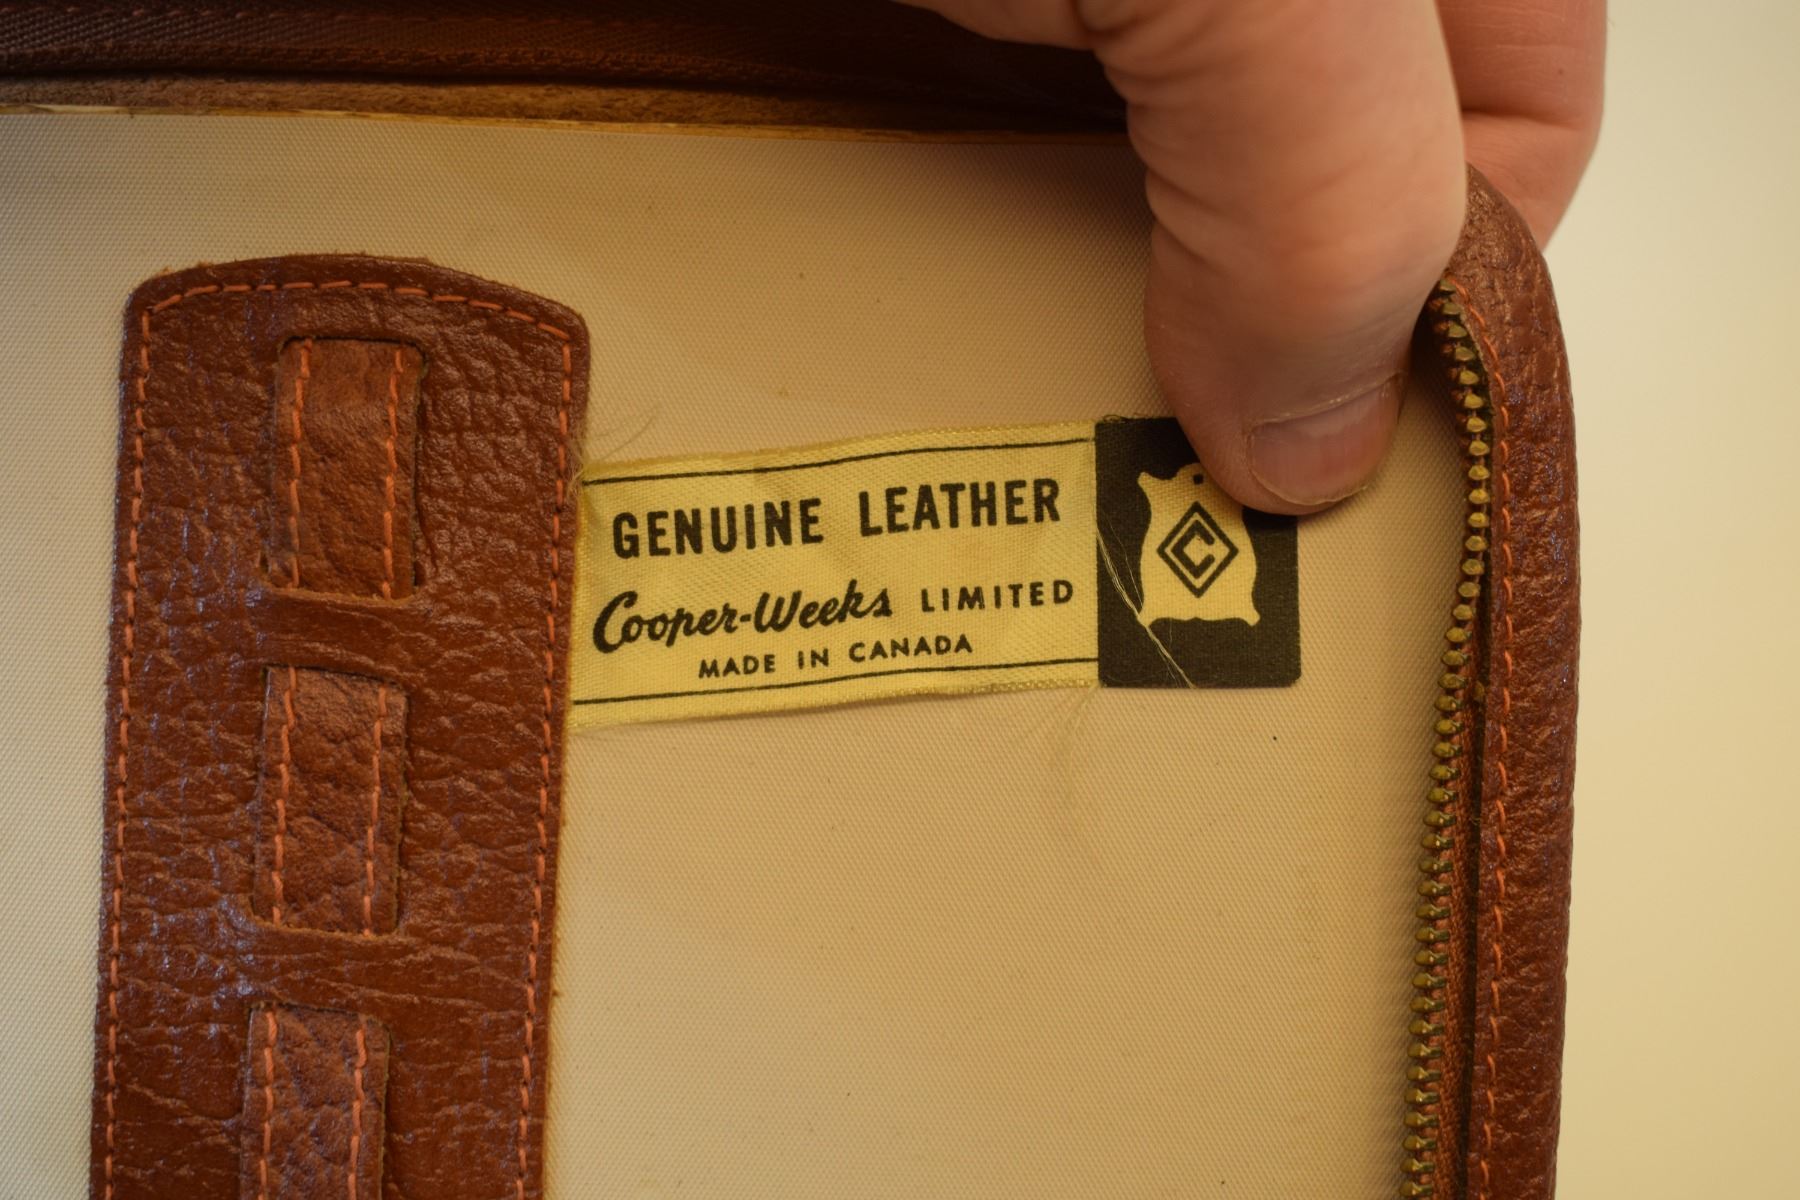 GENUINE LEATHER
Cooper-Weeks LIMITED
MADE IN CANADA
C